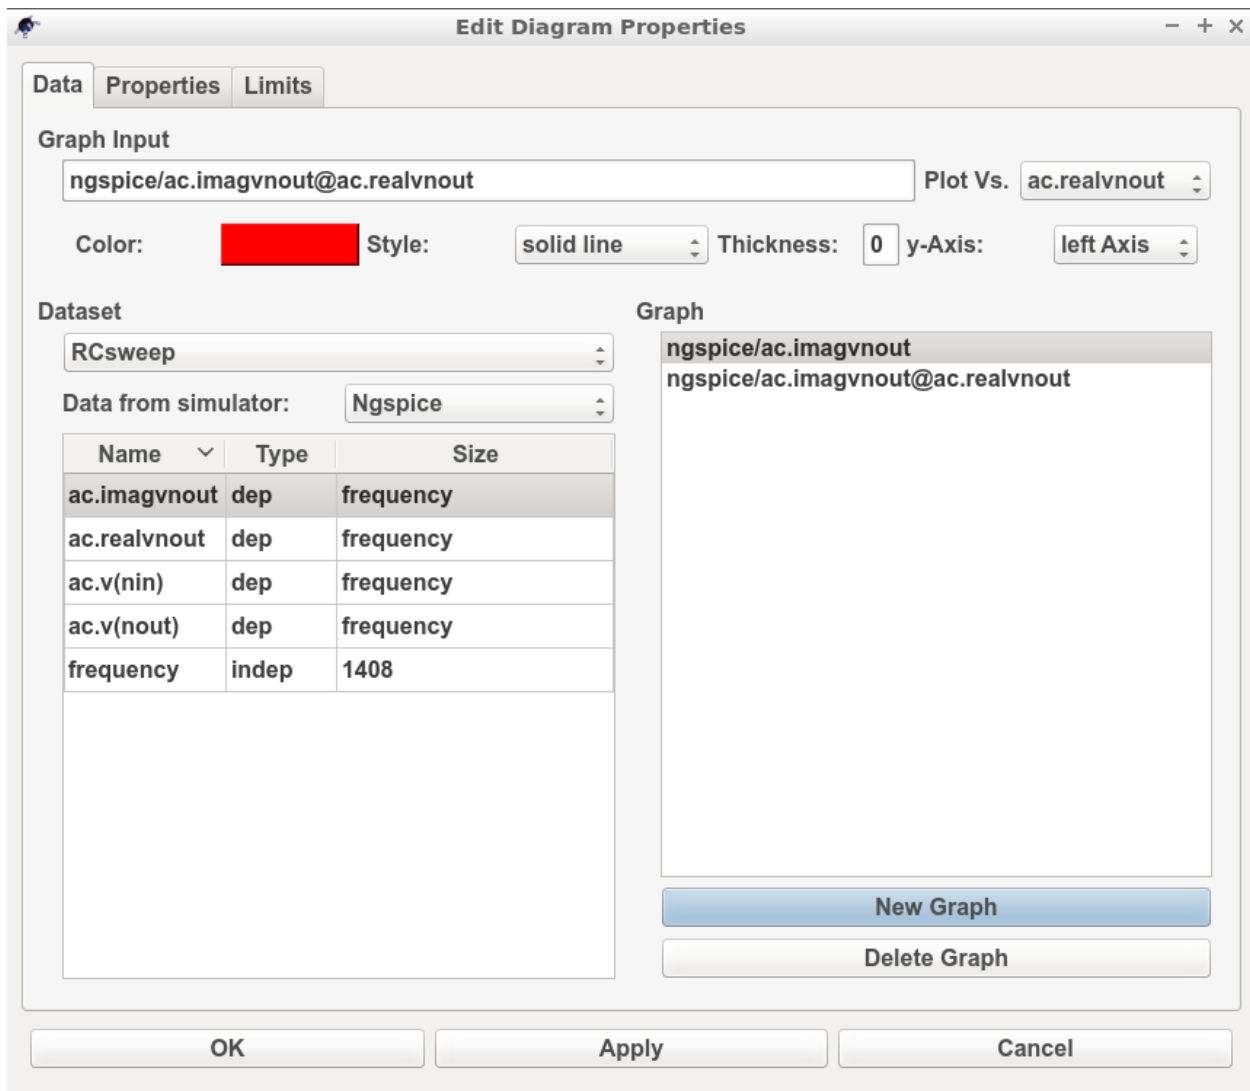 Edit Diagram Properties
Data Properties Limits
Graph Input
ngspice/ac.imagvnout@ac.realvnout Plot Vs. ac.realvnout
Color: Style: solid line Thickness: 0 y-Axis: left Axis
Dataset
RCsweep
Data from simulator: Ngspice
Name Type Size
ac.imagvnout dep frequency
ac.realvnout dep frequency
ac.v(nin) dep frequency
ac.v(nout) dep frequency
frequency indep 1408
Graph
ngspice/ac.imagvnout
ngspice/ac.imagvnout@ac.realvnout
New Graph
Delete Graph
OK Apply Cancel